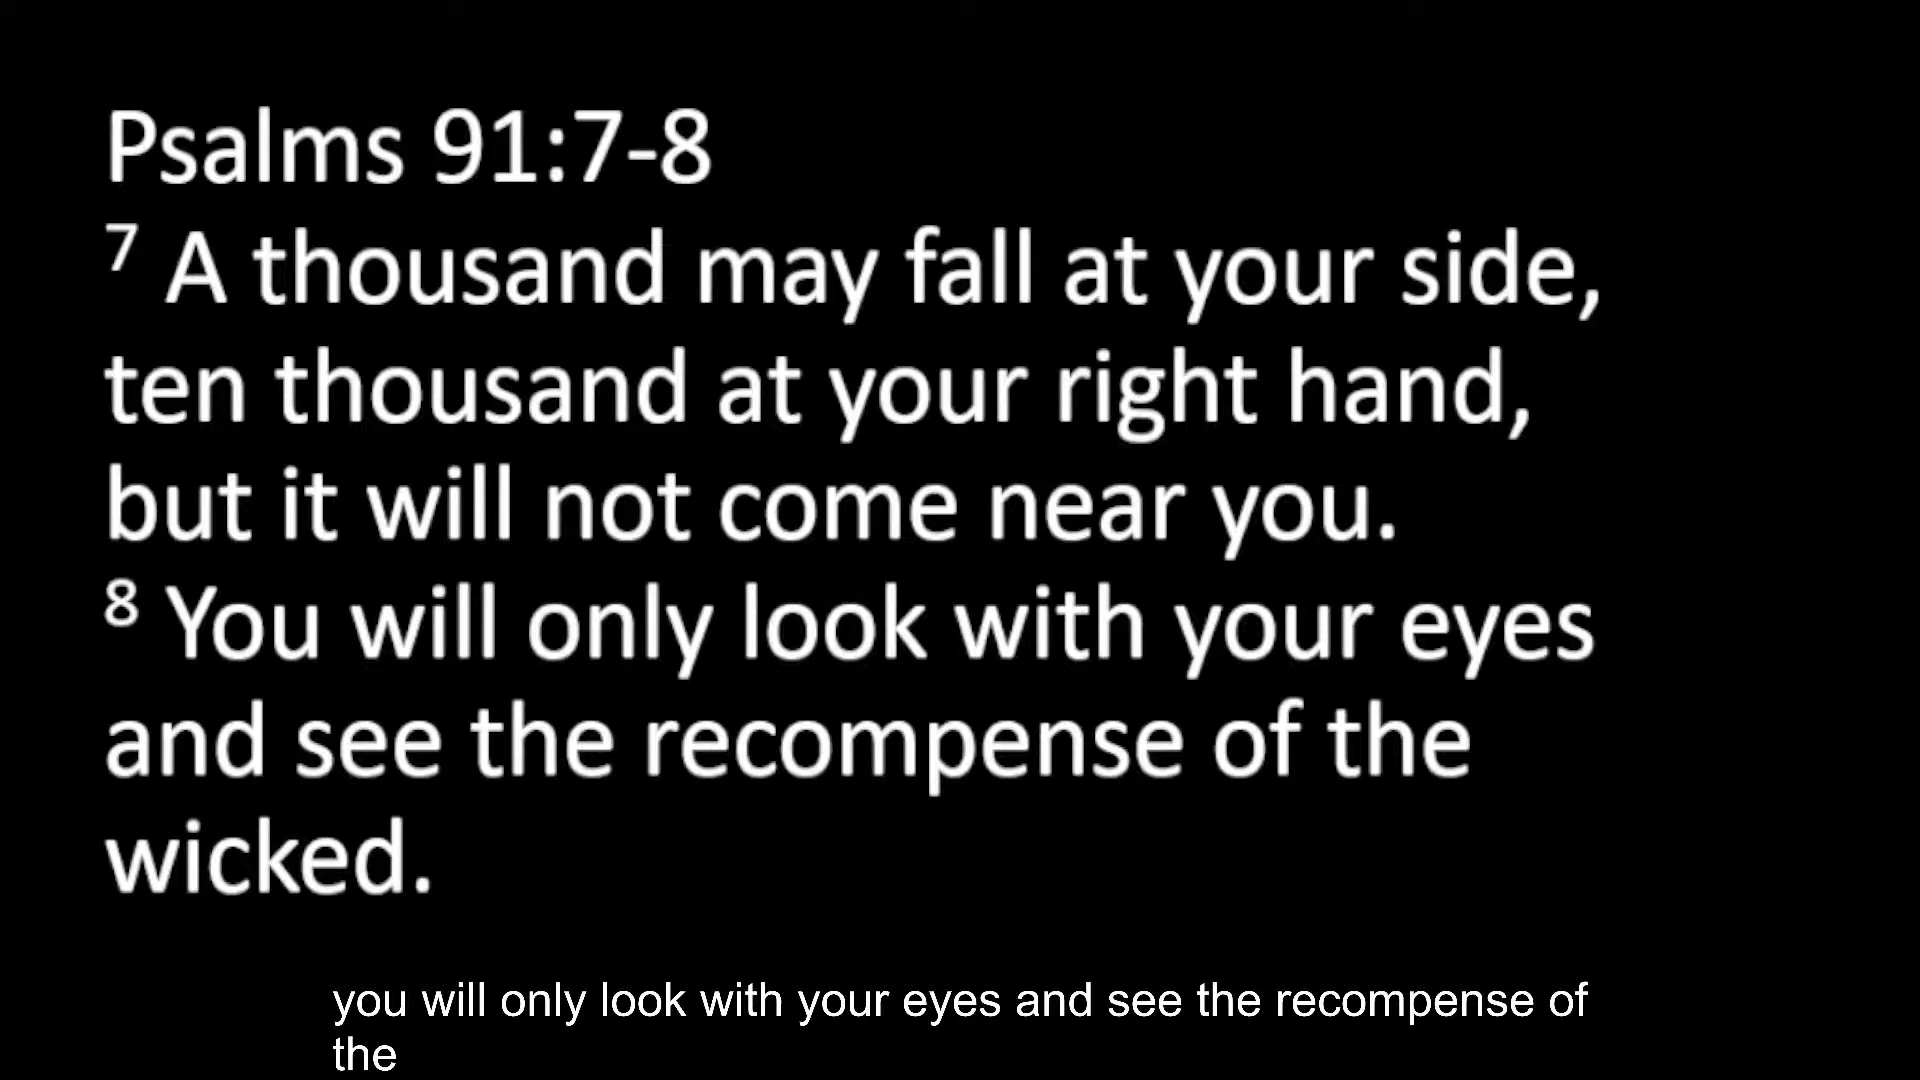 Psalms 91:7-8
7 A thousand may fall at your side,
ten thousand at your right hand,
but it will not come near you.
8 You will only look with your eyes
and see the recompense of the
wicked.
you will only look with your eyes and see the recompense of
the